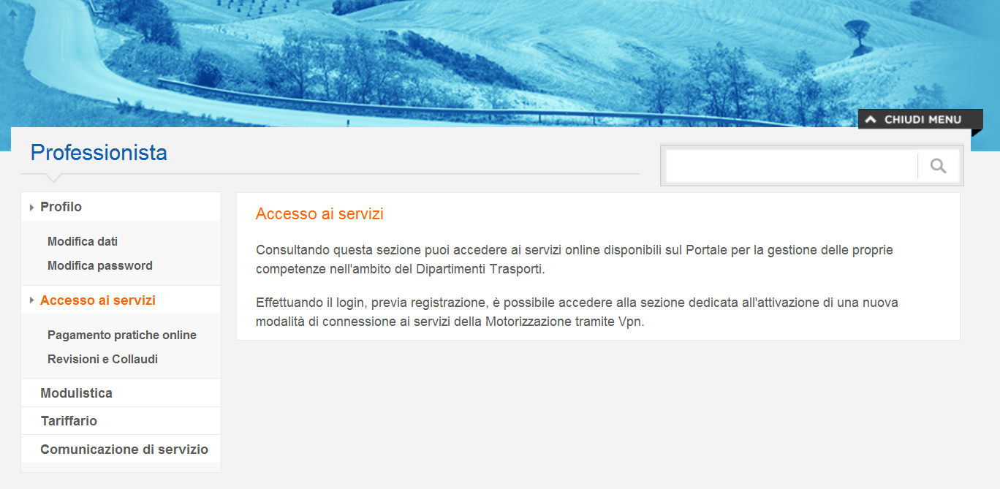 CHIUDI MENU
Professionista
Profilo
Modifica dati
Modifica password
Accesso ai servizi
Pagamento pratiche online
Revisioni e Collaudi
Modulistica
Tariffario
Comunicazione di servizio
Accesso ai servizi
Consultando questa sezione puoi accedere ai servizi online disponibili sul Portale per la gestione delle proprie
competenze nell'ambito del Dipartimenti Trasporti.
Effettuando il login, previa registrazione, è possibile accedere alla sezione dedicata all'attivazione di una nuova
modalità di connessione ai servizi della Motorizzazione tramite Vpn.